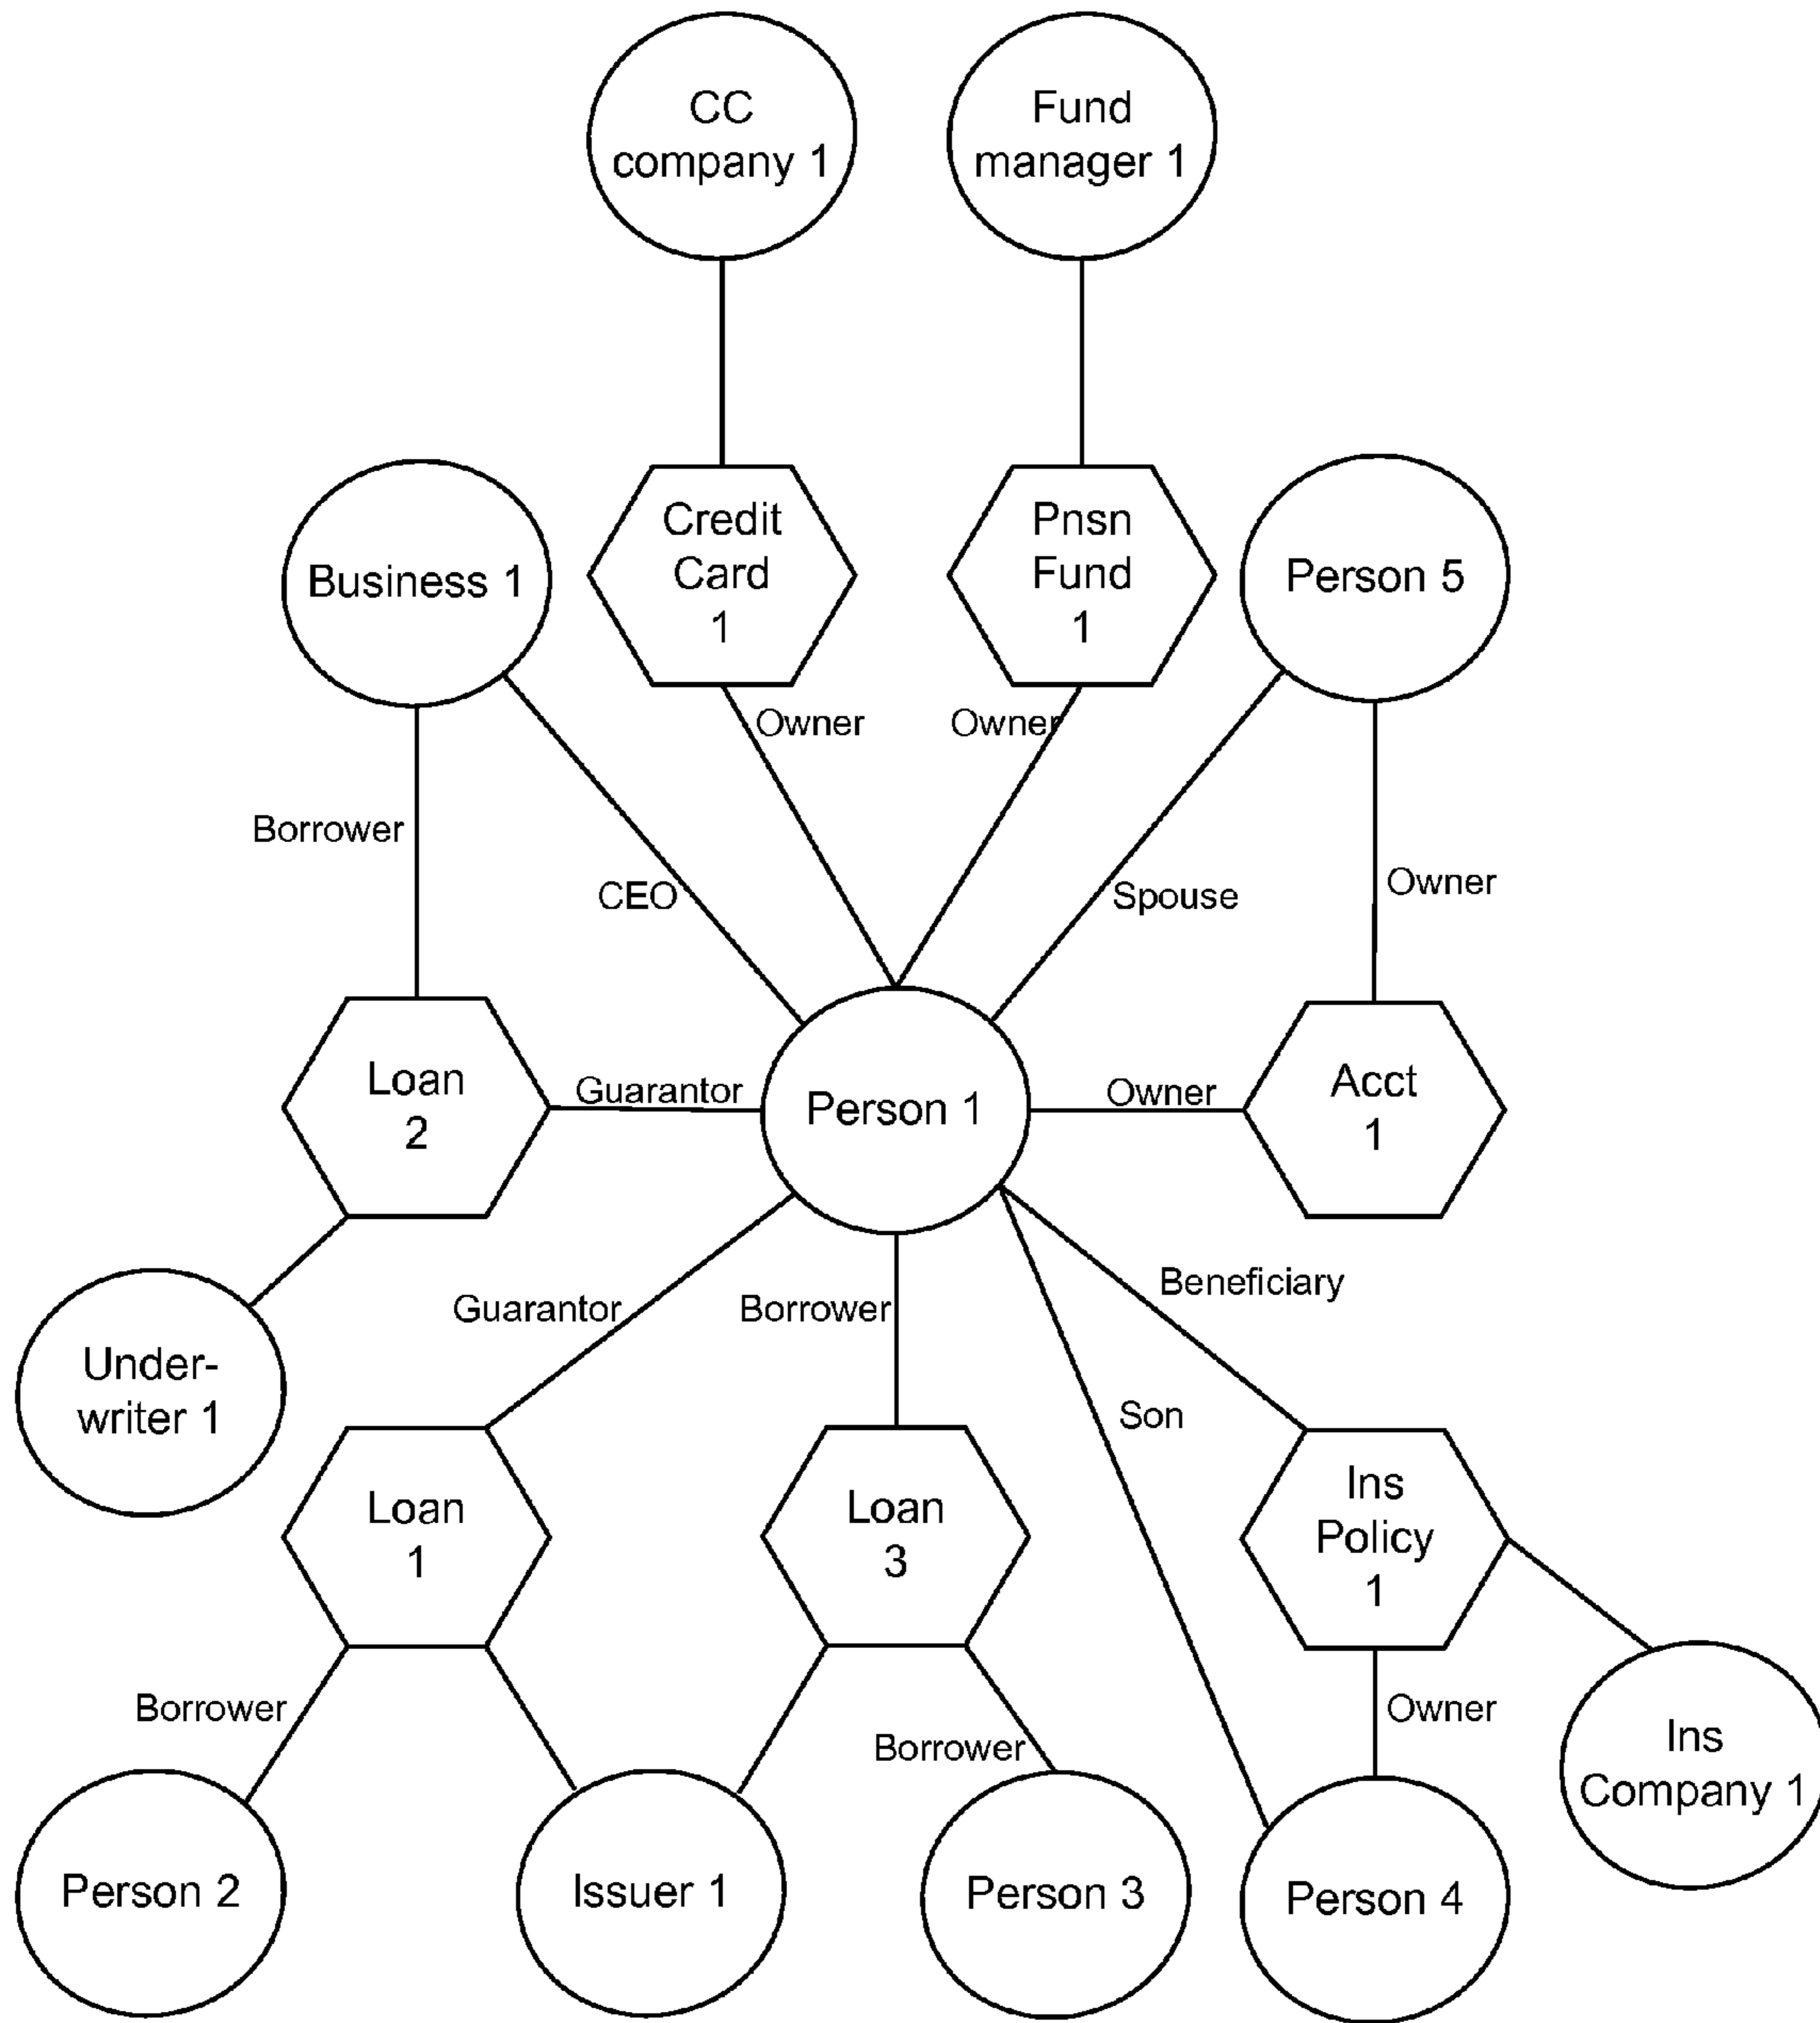 CC
company 1
Fund
manager 1
Business 1
Credit
Card
1
Pnsn
Fund
1
Person 5
Owner
Owner
Borrower
CEO
Spouse
Owner
Loan
2
Guarantor
Person 1
Owner
Acct
1
Under-
writer 1
Guarantor
Borrower
Beneficiary
Son
Loan
1
Loan
3
Ins
Policy
1
Borrower
Borrower
Owner
Ins
Company 1
Person 2
Issuer 1
Person 3
Person 4